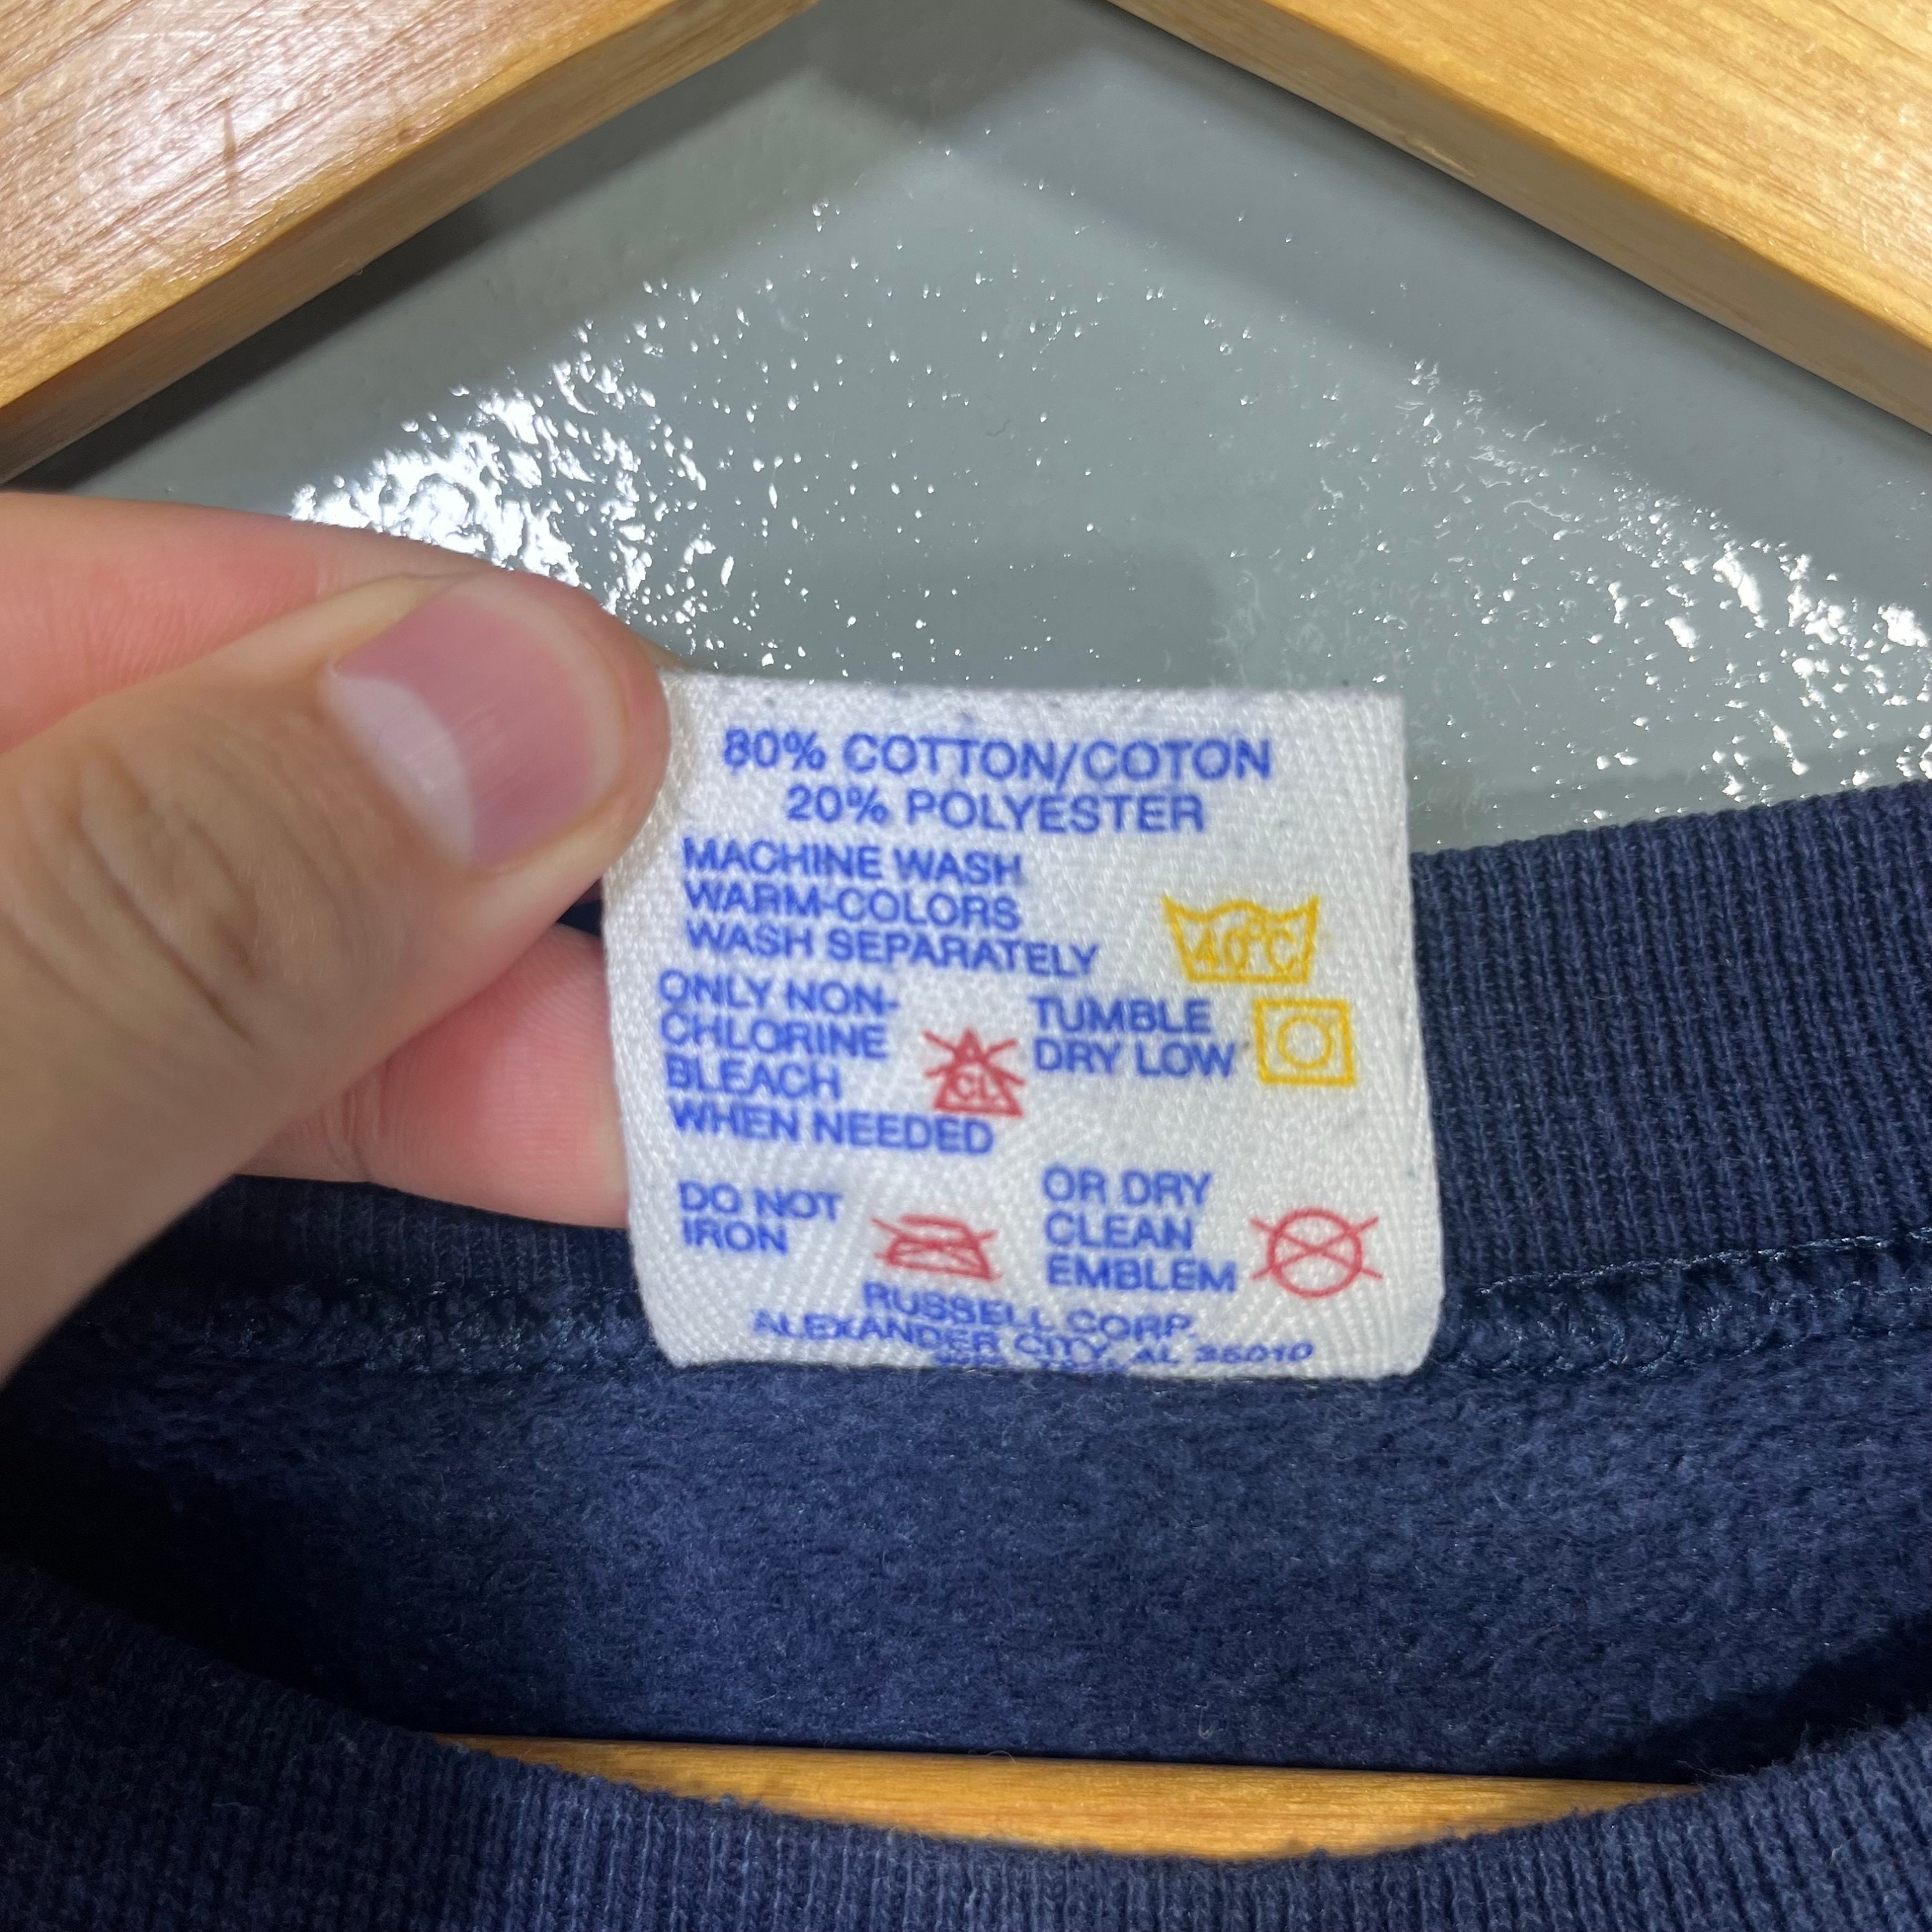 80% COTTON/COTON
20% POLYESTER
MACHINE WASH
WARM-COLORS
WASH SEPARATELY
40°C
ONLY NON-
CHLORINE
BLEACH
WHEN NEEDED
CL
TUMBLE
DRY LOW
DO NOT
IRON
OR DRY
CLEAN
EMBLEM
RUSSELL CORP.
ALEXANDER CITY, AL 35010